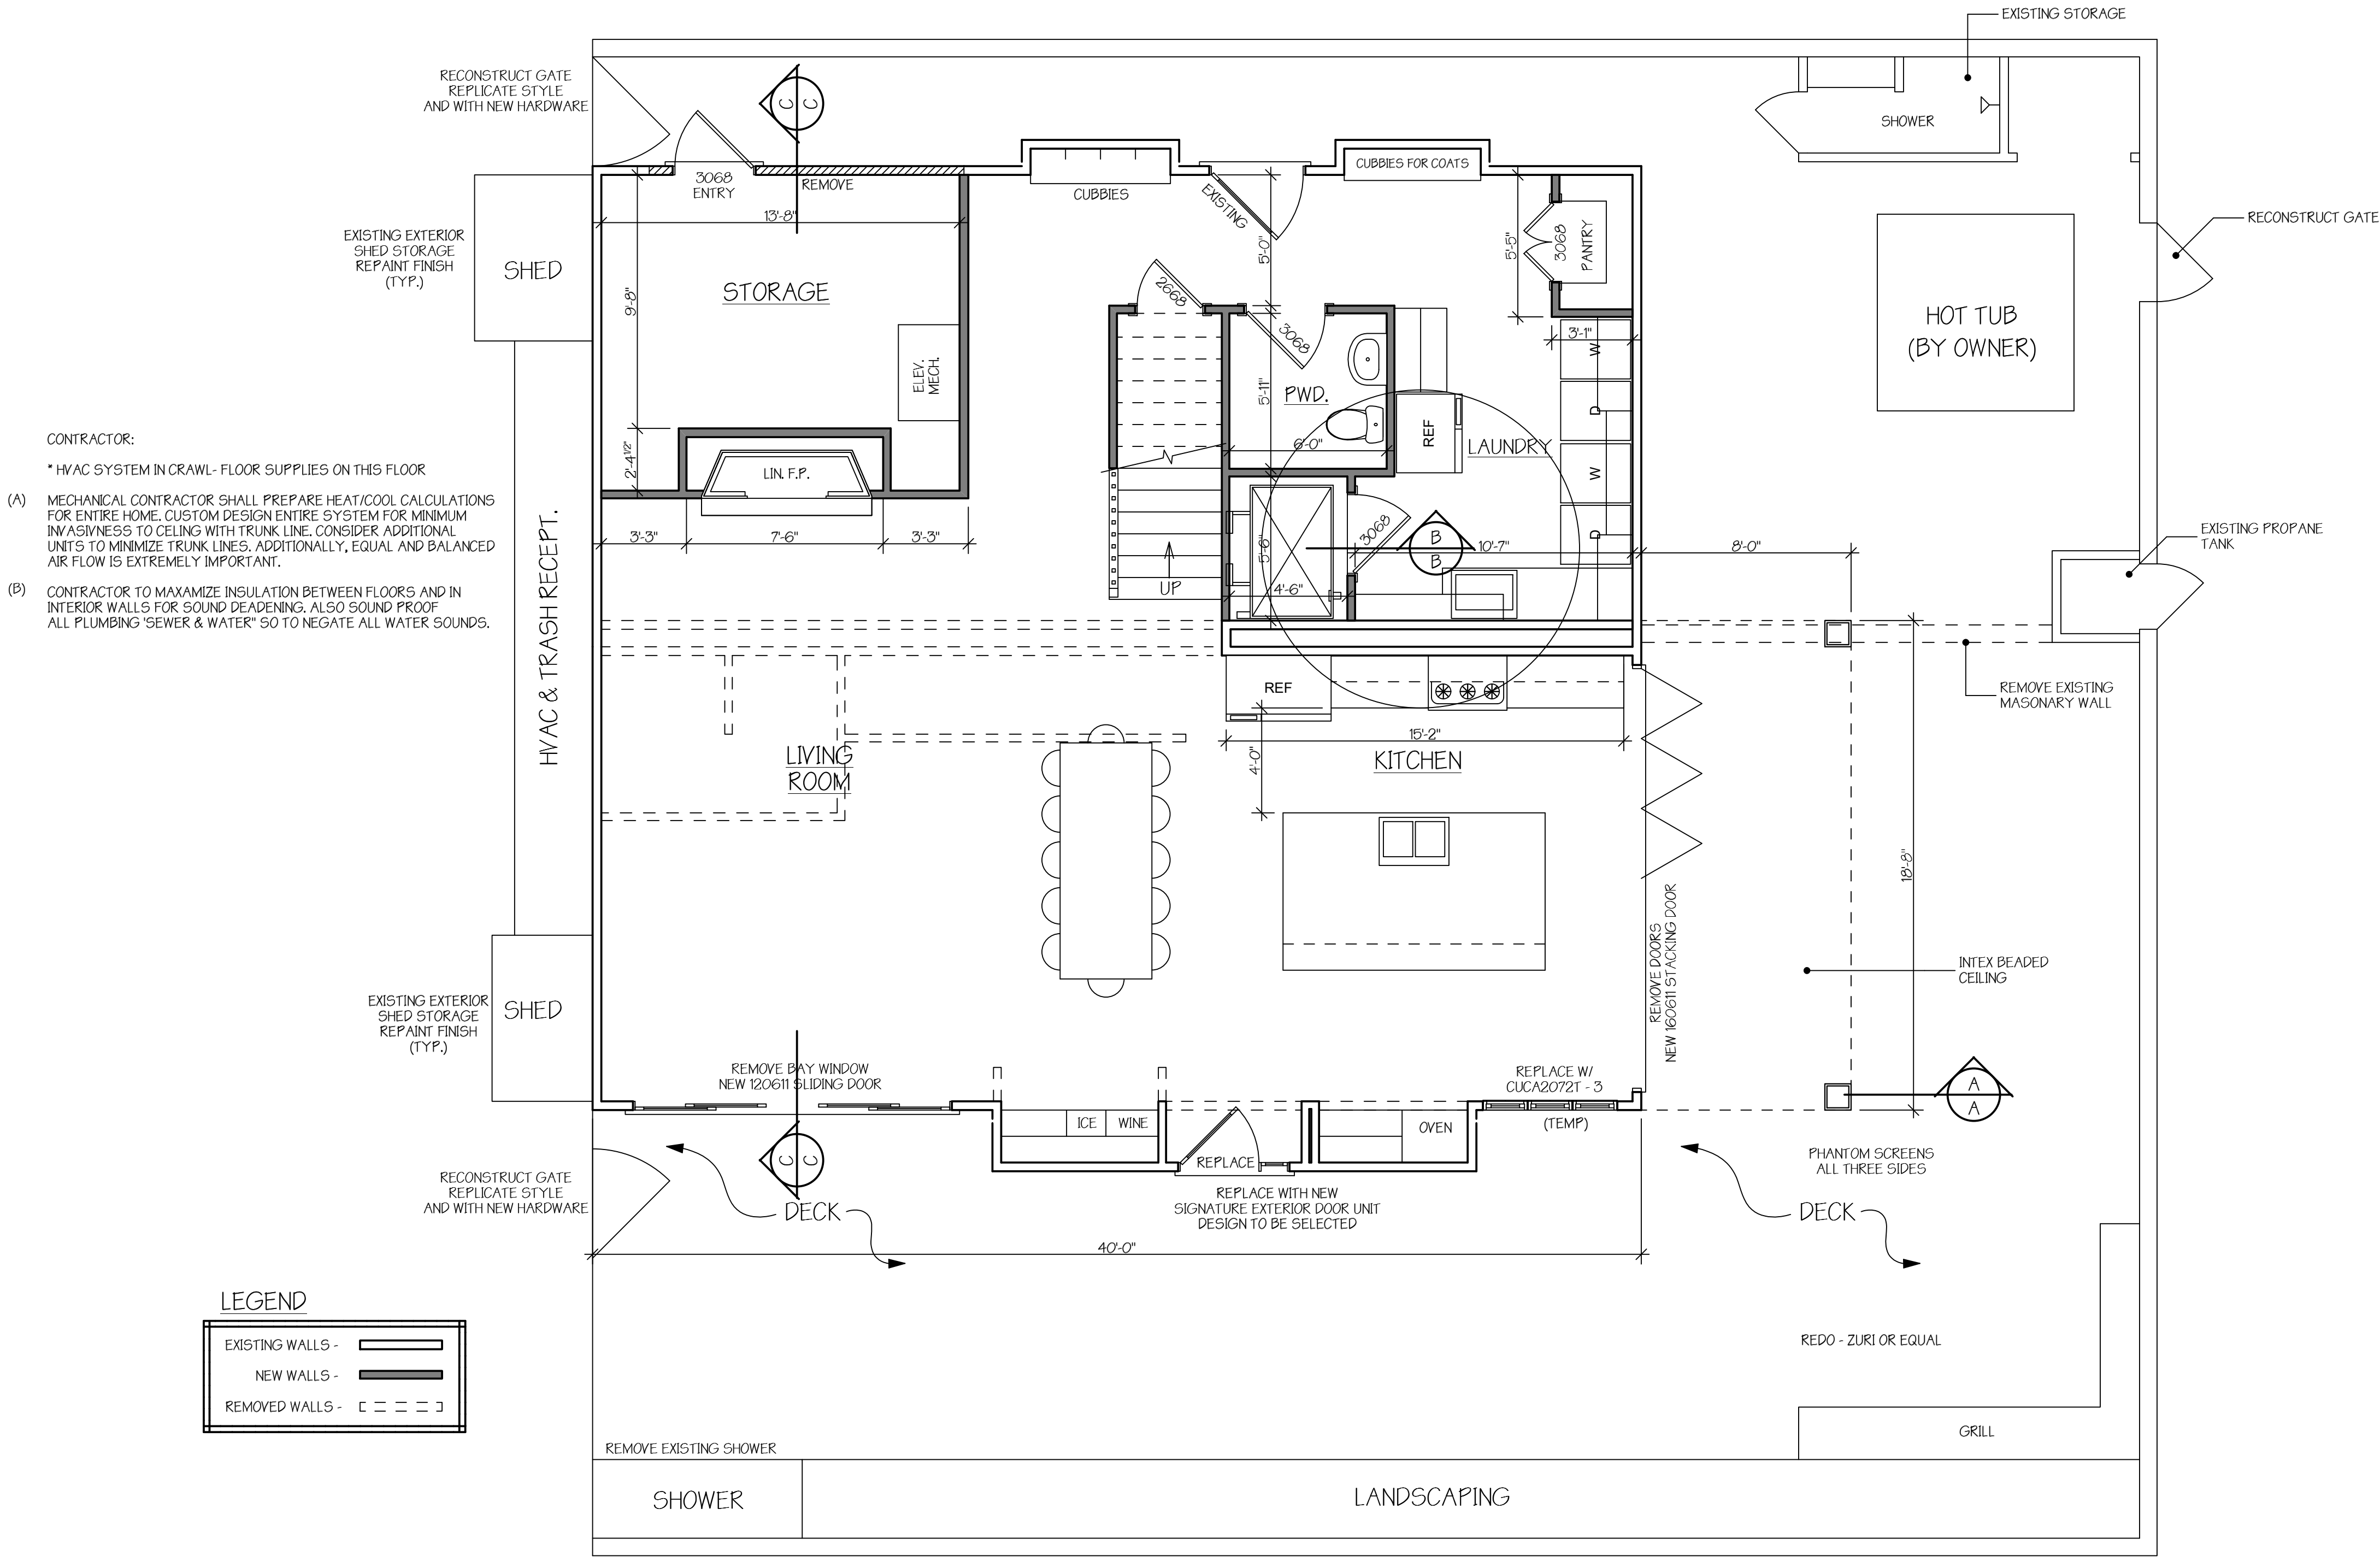 EXISTING STORAGE
RECONSTRUCT GATE
REPLICATE STYLE
AND WITH NEW HARDWARE
C
C
SHOWER
3068
ENTRY
REMOVE
CUBBIES
EXISTING
CUBBIES FOR COATS
13'-8"
5'-0"
5'-5"
3068
PANTRY
RECONSTRUCT GATE
EXISTING EXTERIOR
SHED STORAGE
REPAINT FINISH
(TYP.)
SHED
STORAGE
9'-8"
2668
3068
HOT TUB
(BY OWNER)
3'-1"
W
D
W
D
ELEV.
MECH.
5'-11"
PWD.
6'-0"
REF
LAUNDRY
CONTRACTOR:
* HVAC SYSTEM IN CRAWL- FLOOR SUPPLIES ON THIS FLOOR
(A) MECHANICAL CONTRACTOR SHALL PREPARE HEAT/COOL CALCULATIONS
FOR ENTIRE HOME. CUSTOM DESIGN ENTIRE SYSTEM FOR MINIMUM
INVASIVNESS TO CELING WITH TRUNK LINE. CONSIDER ADDITIONAL
UNITS TO MINIMIZE TRUNK LINES. ADDITIONALLY, EQUAL AND BALANCED
AIR FLOW IS EXTREMELY IMPORTANT.
(B) CONTRACTOR TO MAXAMIZE INSULATION BETWEEN FLOORS AND IN
INTERIOR WALLS FOR SOUND DEADENING. ALSO SOUND PROOF
ALL PLUMBING 'SEWER & WATER" SO TO NEGATE ALL WATER SOUNDS.
2'-4 1/2"
LIN. F.P.
3'-3"
7'-6"
3'-3"
HVAC & TRASH RECEPT.
UP
5'-6"
4'-6"
3068
B
B
10'-7"
8'-0"
EXISTING PROPANE
TANK
REF
REMOVE EXISTING
MASONARY WALL
15'-2"
4'-0"
KITCHEN
LIVING
ROOM
18'-8"
REMOVE DOORS
NEW 160611 STACKING DOOR
INTEX BEADED
CEILING
EXISTING EXTERIOR
SHED STORAGE
REPAINT FINISH
(TYP.)
SHED
REMOVE BAY WINDOW
NEW 120611 SLIDING DOOR
REPLACE W/
CUCA2072T - 3
(TEMP)
A
A
ICE
WINE
OVEN
REPLACE
C
C
PHANTOM SCREENS
ALL THREE SIDES
RECONSTRUCT GATE
REPLICATE STYLE
AND WITH NEW HARDWARE
DECK
REPLACE WITH NEW
SIGNATURE EXTERIOR DOOR UNIT
DESIGN TO BE SELECTED
DECK
40'-0"
LEGEND
EXISTING WALLS -
NEW WALLS -
REMOVED WALLS -
REDO - ZURI OR EQUAL
GRILL
REMOVE EXISTING SHOWER
SHOWER
LANDSCAPING